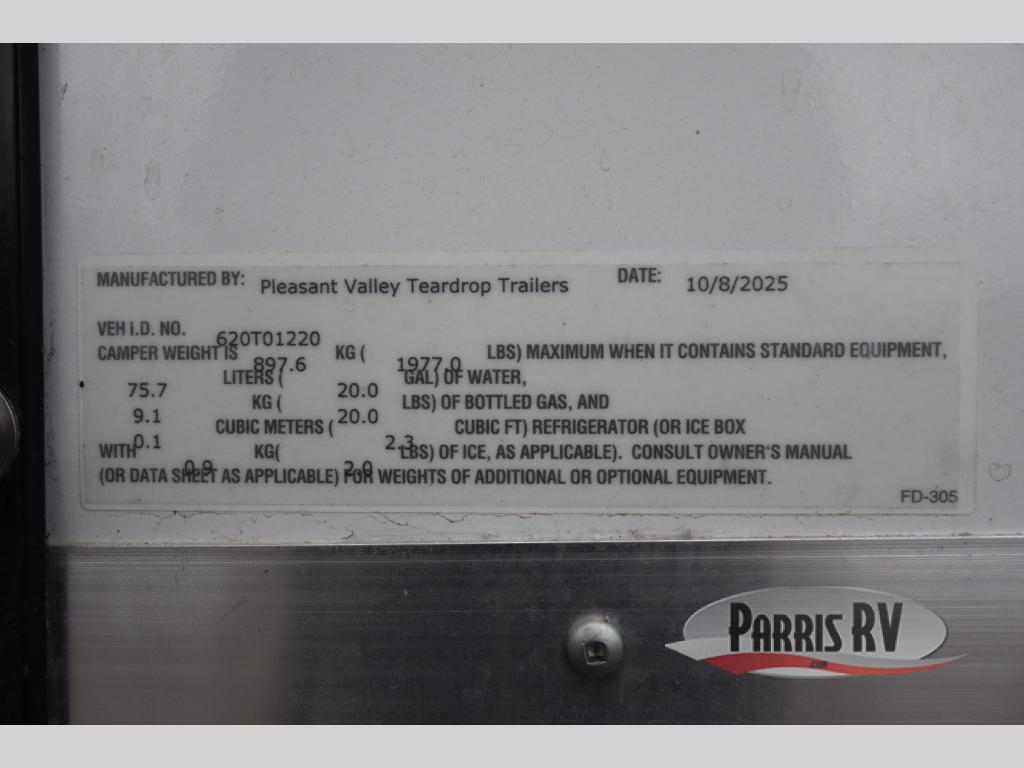 MANUFACTURED BY: Pleasant Valley Teardrop Trailers DATE: 10/8/2025
VEH I.D. NO. 620T01220
CAMPER WEIGHT IS 897.6 KG ( 1977.0 LBS) MAXIMUM WHEN IT CONTAINS STANDARD EQUIPMENT,
75.7 LITERS ( 20.0 GAL) OF WATER,
9.1 KG ( 20.0 LBS) OF BOTTLED GAS, AND
0.1 CUBIC METERS ( 2.3 CUBIC FT) REFRIGERATOR (OR ICE BOX
WITH 0.9 KG( 2.0 LBS) OF ICE, AS APPLICABLE). CONSULT OWNER'S MANUAL
(OR DATA SHEET AS APPLICABLE) FOR WEIGHTS OF ADDITIONAL OR OPTIONAL EQUIPMENT.
FD-305
PARRIS RV
.com